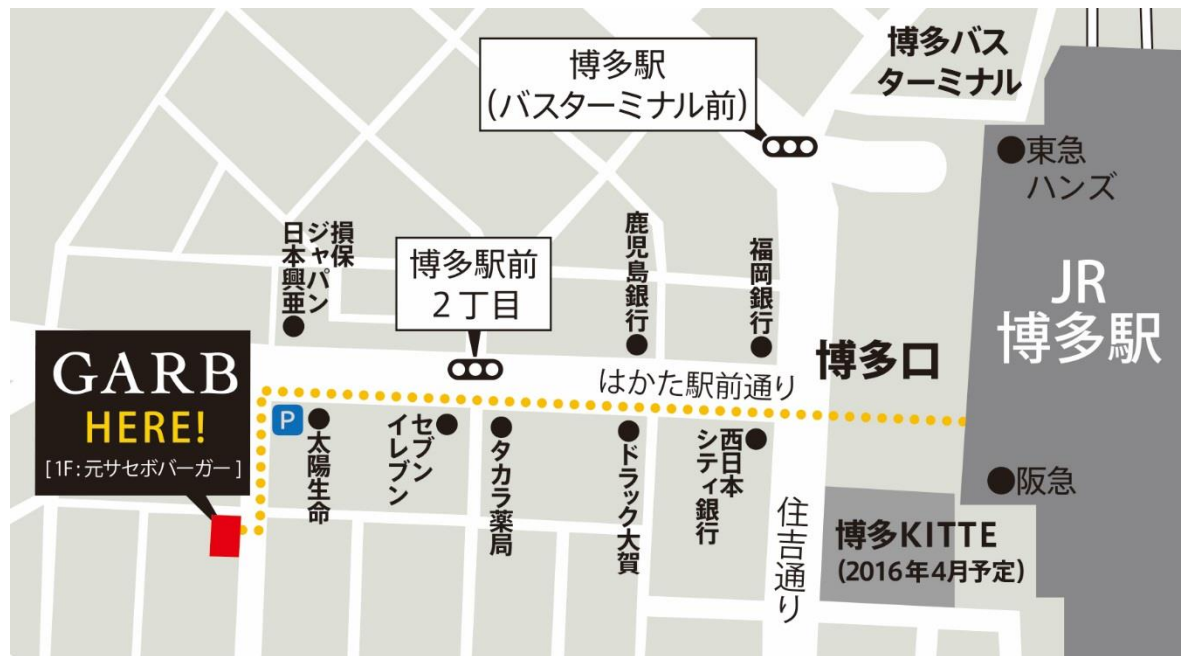 博多バス
ターミナル
博多駅
(バスターミナル前)
東急
ハンズ
JR
博多駅
損保
ジャパン
日本興亜
博多駅前
2丁目
鹿児島銀行
福岡銀行
博多口
はかた駅前通り
GARB
HERE!
[1F:元サセボバーガー]
P
太陽生命
セブン
イレブン
タカラ薬局
ドラック大賀
西日本
シティ銀行
住吉通り
阪急
博多KITTE
(2016年4月予定)